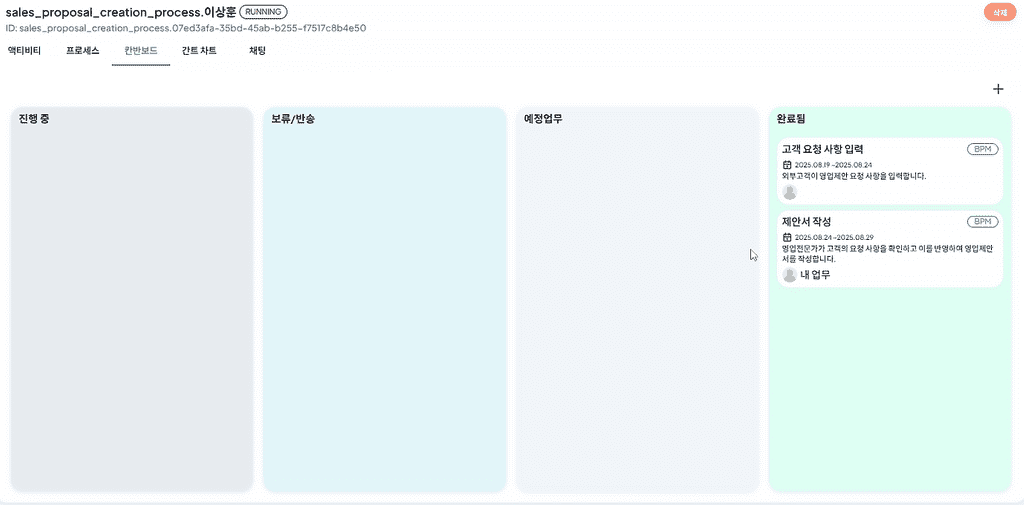 sales_proposal_creation_process.이상훈 RUNNING
삭제
ID: sales_proposal_creation_process.07ed3afa-35bd-45ab-b255-f7517c8b4e50
액티비티 프로세스 칸반보드 간트 차트 채팅
+
진행 중
보류/반송
예정업무
완료됨
고객 요청 사항 입력 BPM
2025.08.19 ~2025.08.24
외부고객이 영업제안 요청 사항을 입력합니다.
제안서 작성 BPM
2025.08.24~2025.08.29
영업전문가가 고객의 요청 사항을 확인하고 이를 반영하여 영업제안
서를 작성합니다.
내 업무